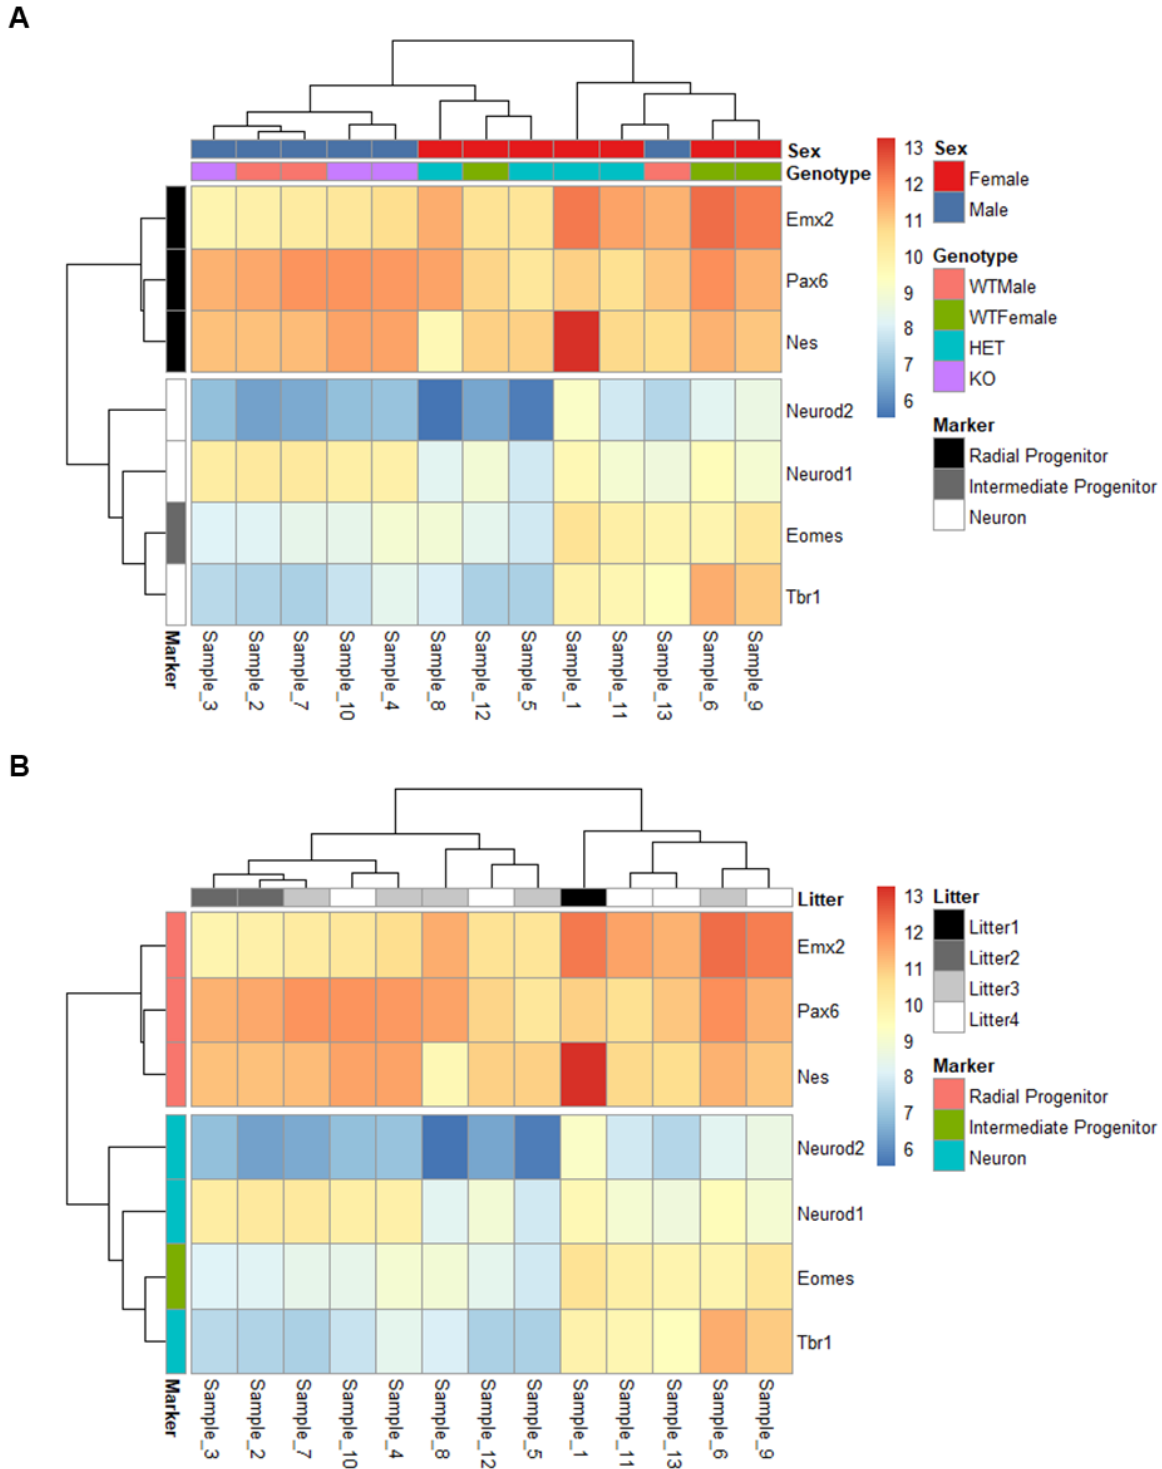 A
Sex
Genotype
Emx2
Pax6
Nes
Neurod2
Neurod1
Eomes
Tbr1
Marker
Sample_3
Sample_2
Sample_7
Sample_10
Sample_4
Sample_8
Sample_12
Sample_5
Sample_1
Sample_11
Sample_13
Sample_6
Sample_9
13
12
11
10
9
8
7
6
Sex
Female
Male
Genotype
WTMale
WTFemale
HET
KO
Marker
Radial Progenitor
Intermediate Progenitor
Neuron
B
Litter
Emx2
Pax6
Nes
Neurod2
Neurod1
Eomes
Tbr1
Marker
Sample_3
Sample_2
Sample_7
Sample_10
Sample_4
Sample_8
Sample_12
Sample_5
Sample_1
Sample_11
Sample_13
Sample_6
Sample_9
13
12
11
10
9
8
7
6
Litter
Litter1
Litter2
Litter3
Litter4
Marker
Radial Progenitor
Intermediate Progenitor
Neuron